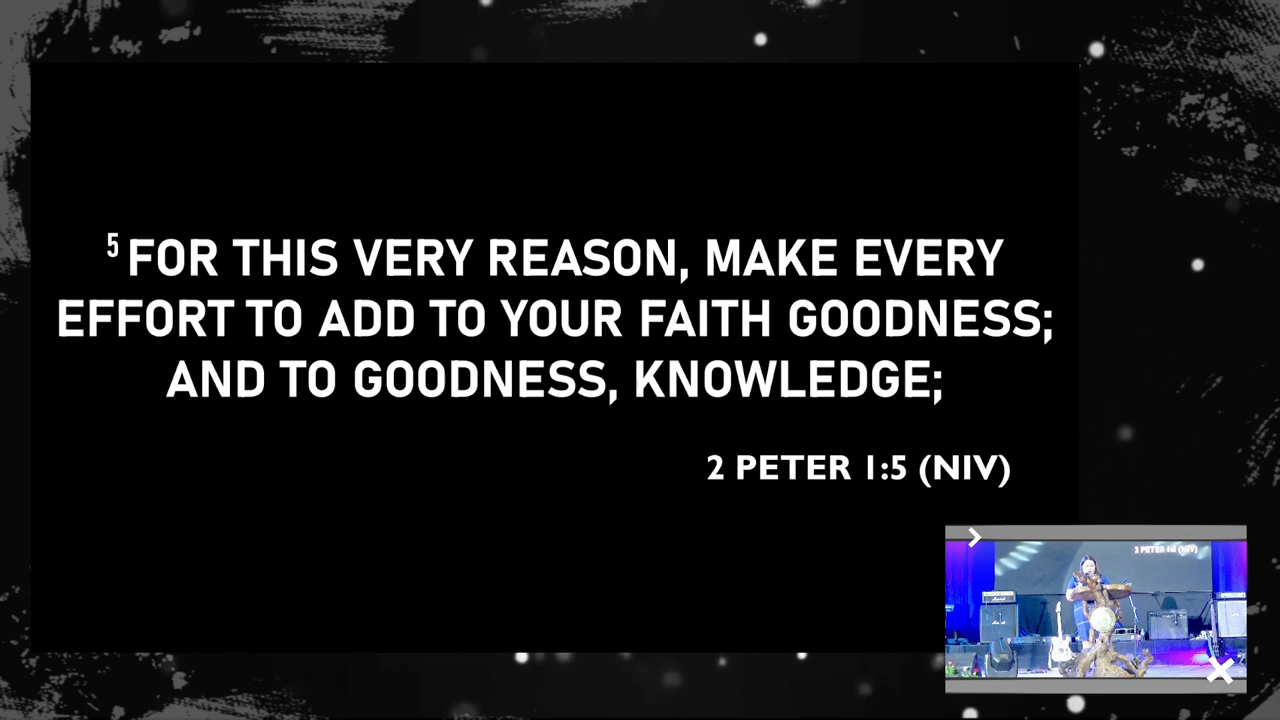 5 FOR THIS VERY REASON, MAKE EVERY
EFFORT TO ADD TO YOUR FAITH GOODNESS;
AND TO GOODNESS, KNOWLEDGE;
2 PETER 1:5 (NIV)